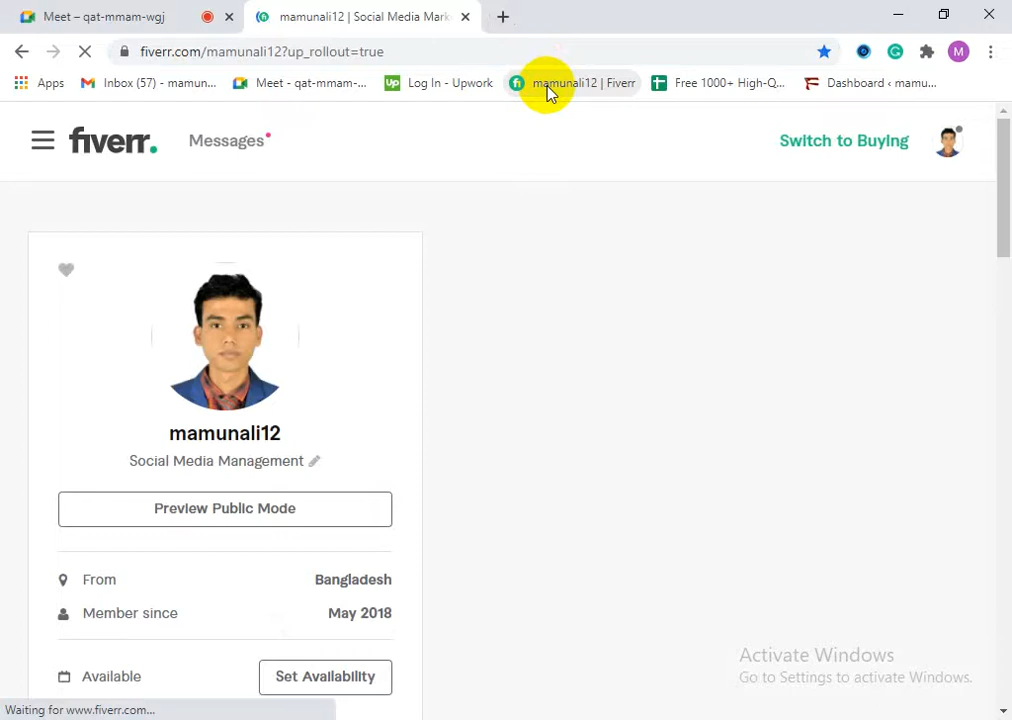 Meet – qat-mmam-wgj
mamunali12 | Social Media Mark
fiverr.com/mamunali12?up_rollout=true
M
Apps
Inbox (57) - mamun...
Meet - qat-mmam-...
Log In - Upwork
mamunali12 | Fiverr
Free 1000+ High-Q...
Dashboard ‹ mamu...
fiverr.
Messages
Switch to Buying
mamunali12
Social Media Management
Preview Public Mode
From Bangladesh
Member since May 2018
Available Set Availability
Activate Windows
Go to Settings to activate Windows.
Waiting for www.fiverr.com...